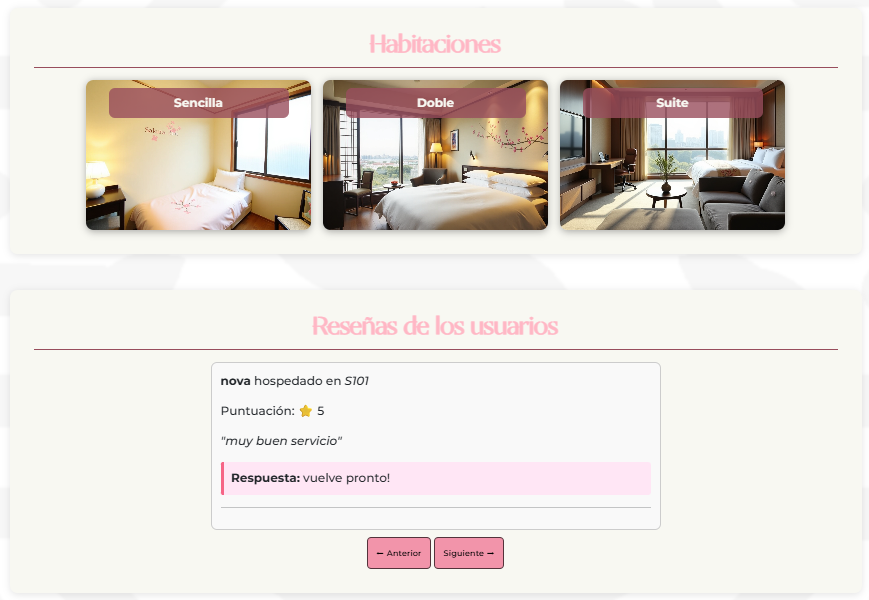 Habitaciones
Sencilla
Doble
Suite
Sakura
Reseñas de los usuarios
nova hospedado en S101
Puntuación: ⭐ 5
"muy buen servicio"
Respuesta: vuelve pronto!
← Anterior
Siguiente →